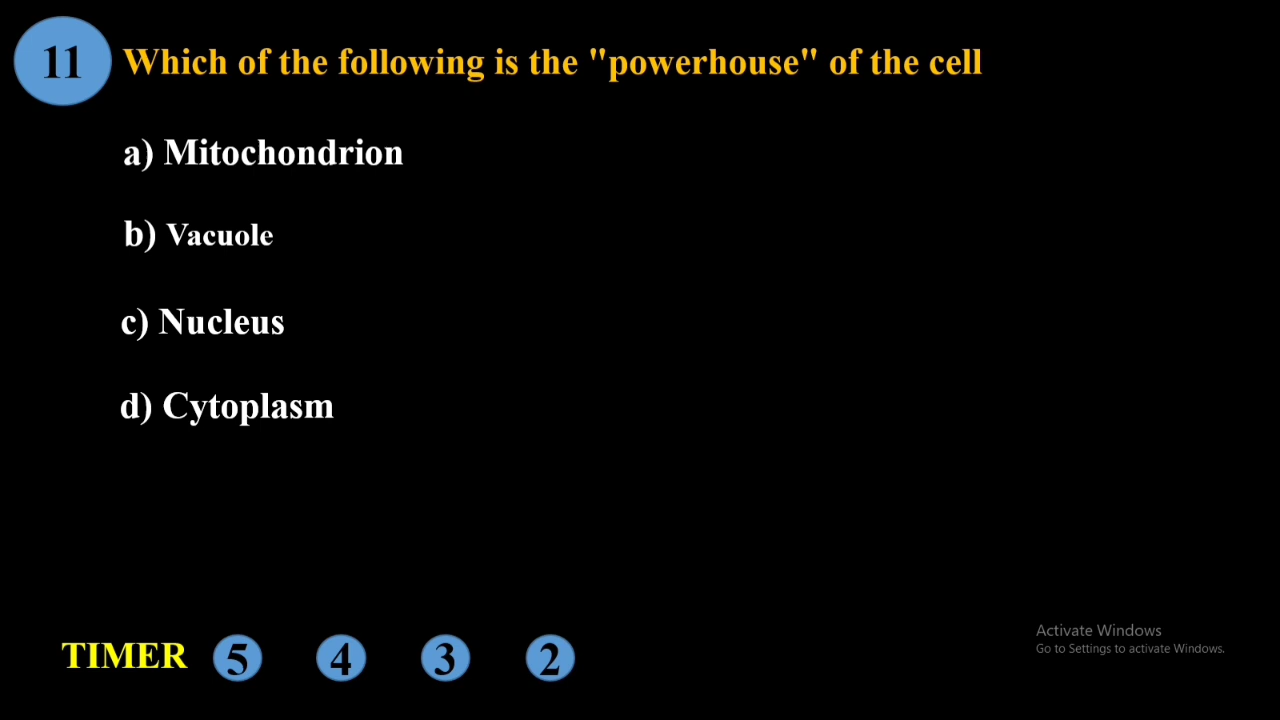 11 Which of the following is the "powerhouse" of the cell
a) Mitochondrion
b) Vacuole
c) Nucleus
d) Cytoplasm
TIMER 5 4 3 2
Activate Windows
Go to Settings to activate Windows.